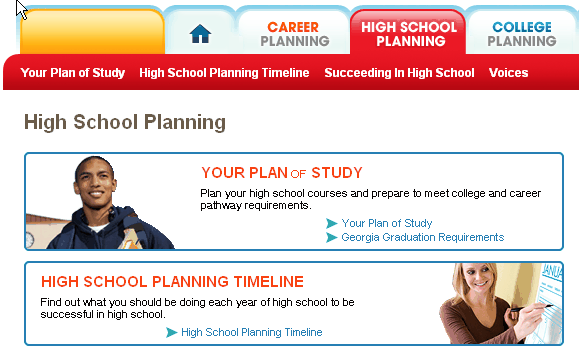 CAREER PLANNING
HIGH SCHOOL PLANNING
COLLEGE PLANNING
Your Plan of Study High School Planning Timeline Succeeding In High School Voices
High School Planning
YOUR PLAN OF STUDY
Plan your high school courses and prepare to meet college and career
pathway requirements.
Your Plan of Study
Georgia Graduation Requirements
HIGH SCHOOL PLANNING TIMELINE
Find out what you should be doing each year of high school to be
successful in high school.
High School Planning Timeline
JANUA